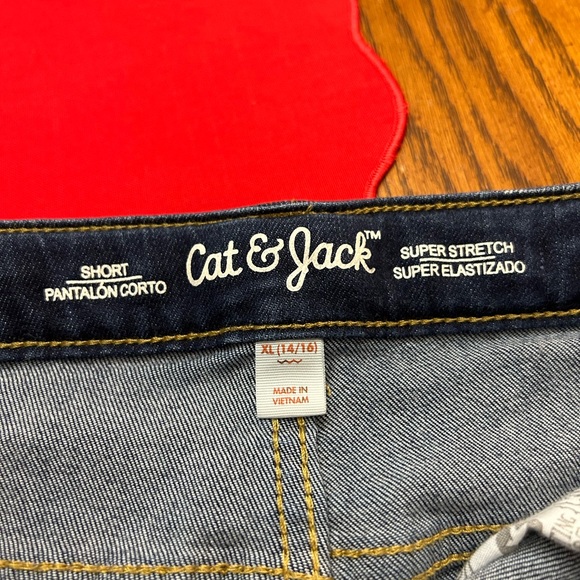 SHORT
PANTALÓN CORTO
Cat & Jack™
SUPER STRETCH
SUPER ELASTIZADO
XL (14/16)
MADE IN
VIETNAM